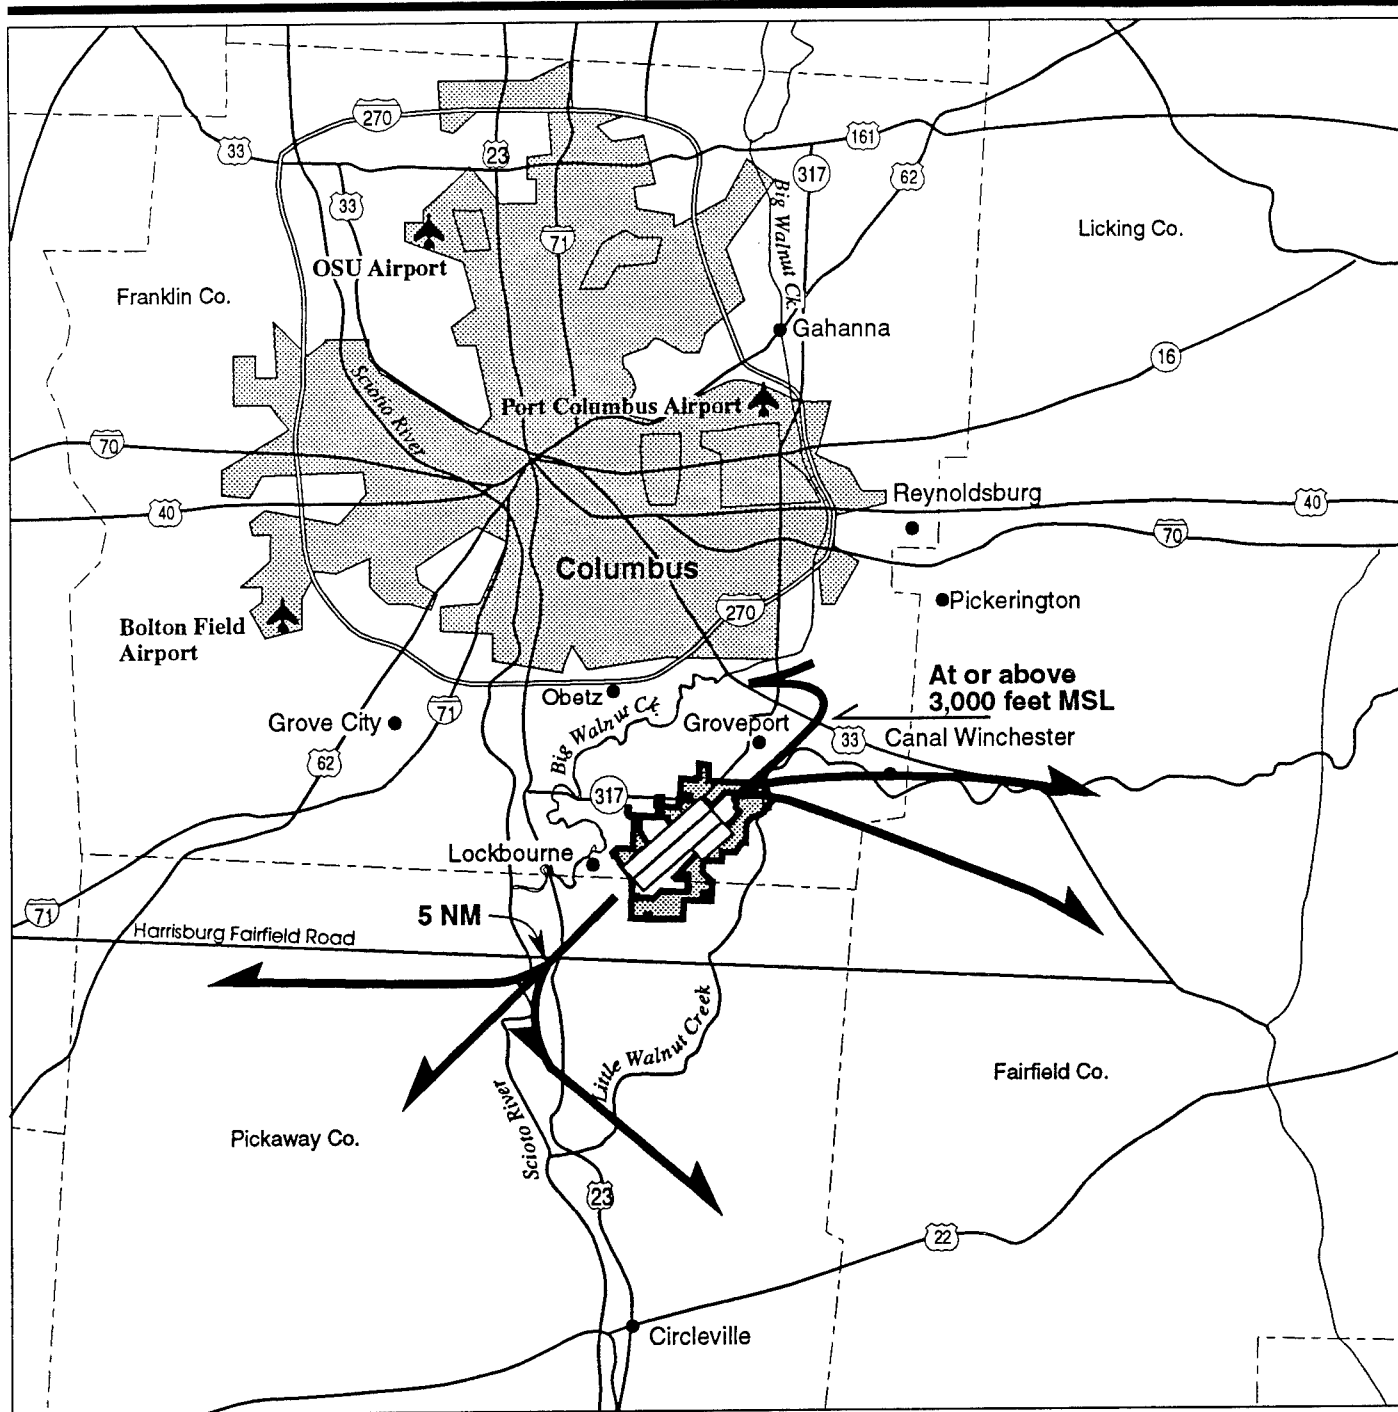 270
33
23
161
317
62
Big Walnut Ck.
33
71
Licking Co.
OSU Airport
Franklin Co.
Gahanna
16
Scioto River
Port Columbus Airport
70
Reynoldsburg
40
40
70
Columbus
Pickerington
270
Bolton Field
Airport
At or above
3,000 feet MSL
Obetz
71
Grove City
Big Walnut Ck.
Groveport
33
Canal Winchester
62
317
Lockbourne
71
5 NM
Harrisburg Fairfield Road
Little Walnut Creek
Fairfield Co.
Scioto River
Pickaway Co.
23
22
Circleville